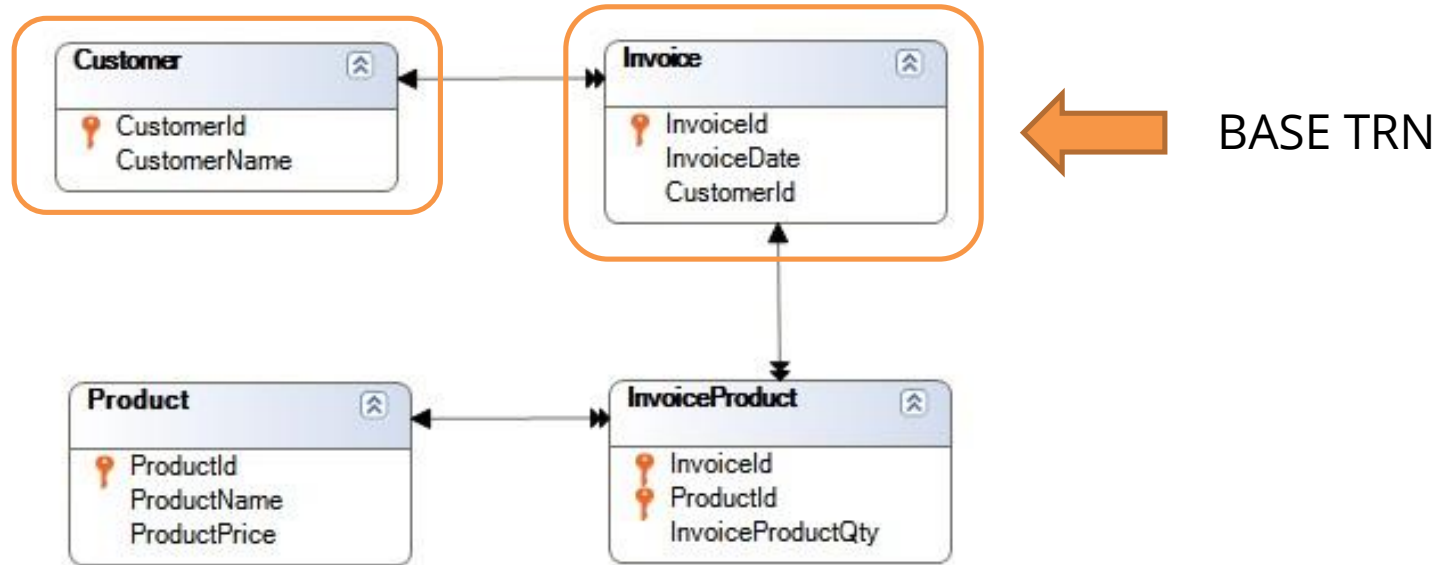 Customer
CustomerId
CustomerName
Invoice
InvoiceId
InvoiceDate
CustomerId
BASE TRN
Product
ProductId
ProductName
ProductPrice
InvoiceProduct
InvoiceId
ProductId
InvoiceProductQty